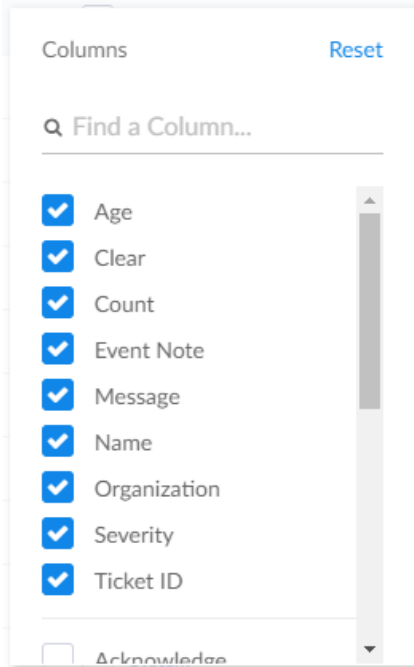 Columns Reset
Find a Column...
Age
Clear
Count
Event Note
Message
Name
Organization
Severity
Ticket ID
Acknowledge